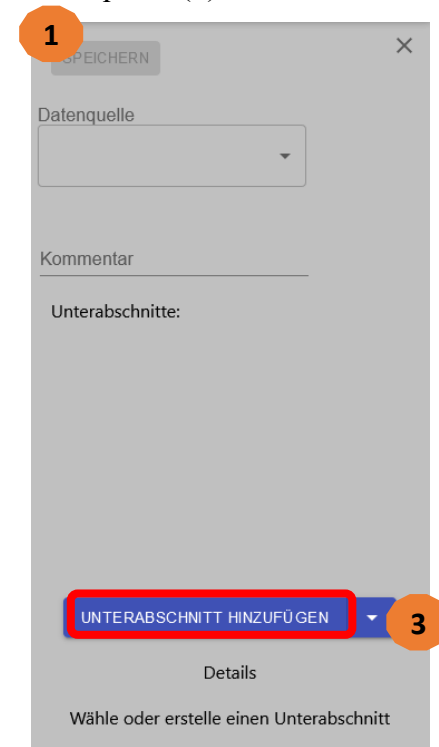 1
SPEICHERN
Datenquelle
Kommentar
Unterabschnitte:
UNTERABSCHNITT HINZUFÜGEN
3
Details
Wähle oder erstelle einen Unterabschnitt